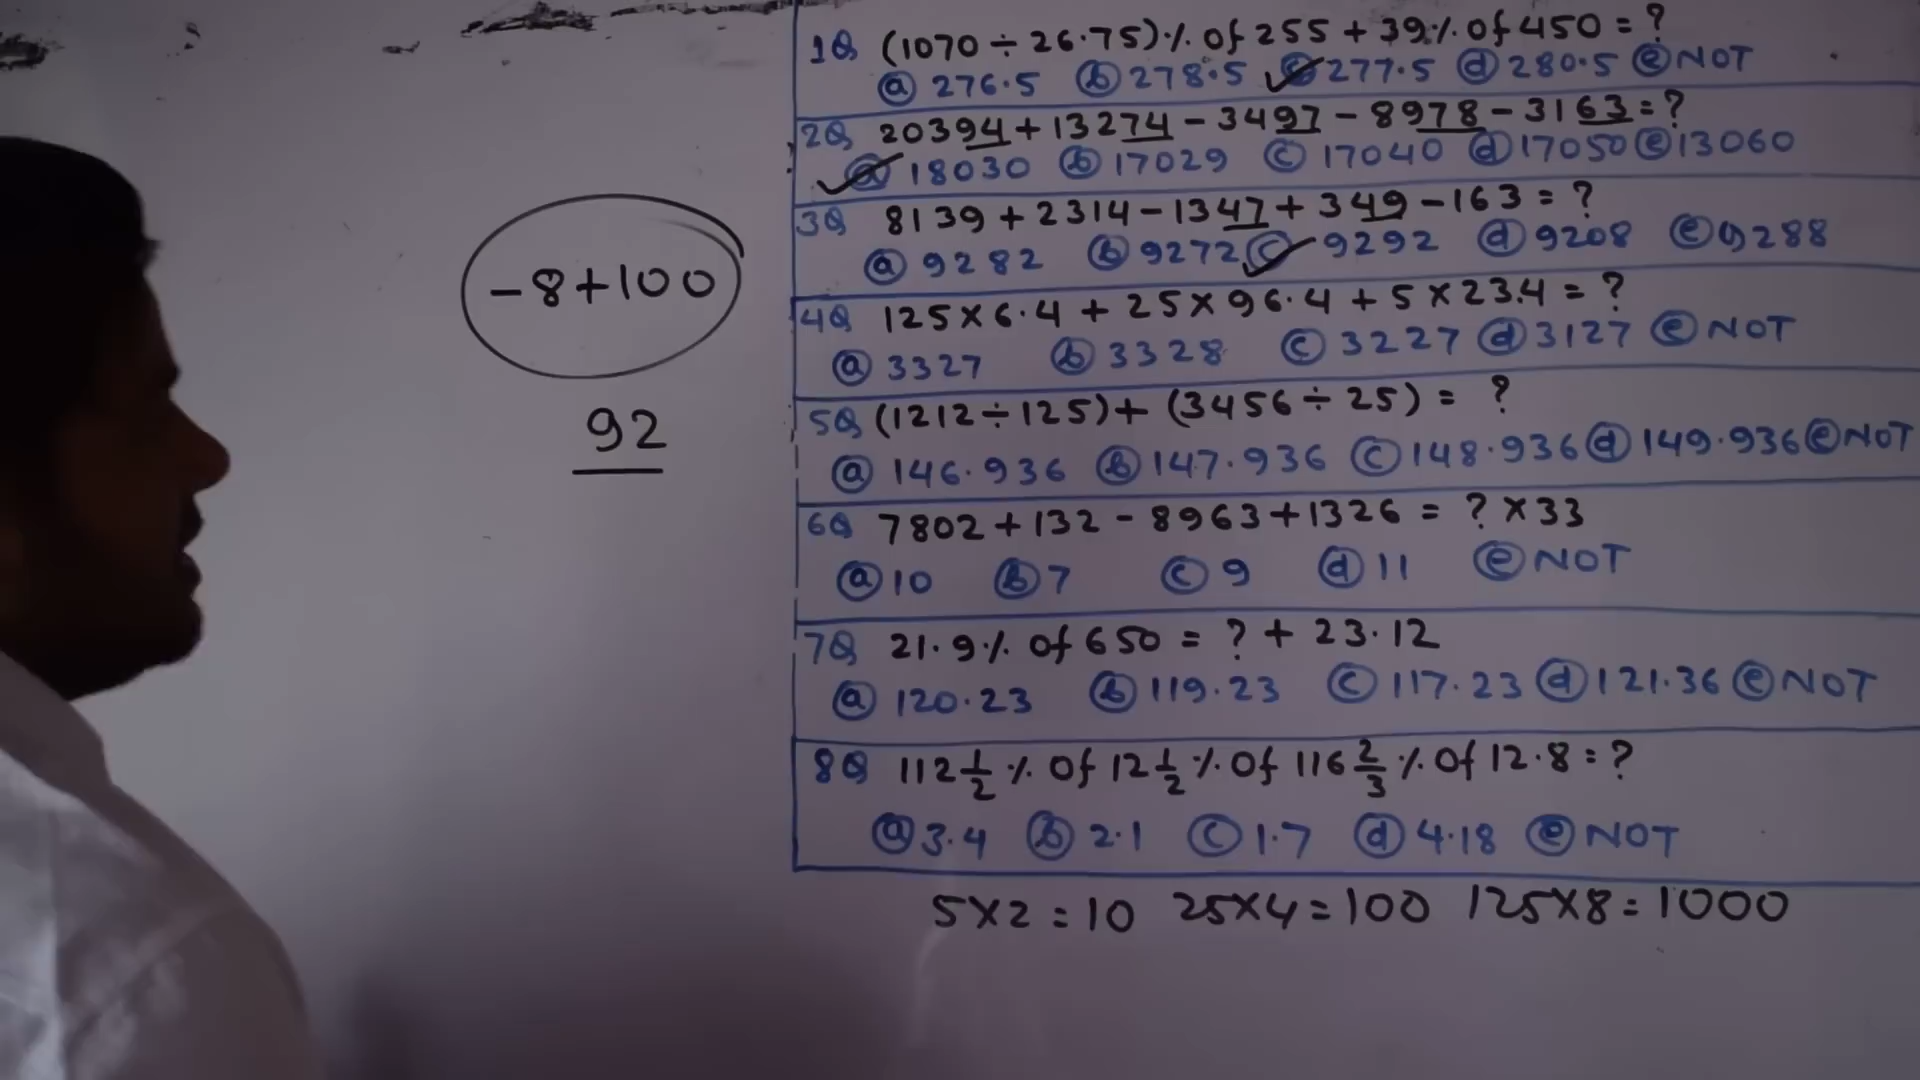 -8+100
92
1Q (1070 ÷ 26.75)% of 255 + 39% of 450 = ?
ⓐ 276.5 ⓑ 278.5 ⓒ 277.5 ⓓ 280.5 ⓔ NOT
2Q 20394 + 13274 - 3497 - 8978 - 3163 = ?
ⓐ 18030 ⓑ 17029 ⓒ 17040 ⓓ 17050 ⓔ 13060
3Q 8139 + 2314 - 1347 + 349 - 163 = ?
ⓐ 9282 ⓑ 9272 ⓒ 9292 ⓓ 9208 ⓔ 9288
4Q 125 × 6.4 + 25 × 96.4 + 5 × 23.4 = ?
ⓐ 3327 ⓑ 3328 ⓒ 3227 ⓓ 3127 ⓔ NOT
5Q (1212 ÷ 125) + (3456 ÷ 25) = ?
ⓐ 146.936 ⓑ 147.936 ⓒ 148.936 ⓓ 149.936 ⓔ NOT
6Q 7802 + 132 - 8963 + 1326 = ? × 33
ⓐ 10 ⓑ 7 ⓒ 9 ⓓ 11 ⓔ NOT
7Q 21.9% of 650 = ? + 23.12
ⓐ 120.23 ⓑ 119.23 ⓒ 117.23 ⓓ 121.36 ⓔ NOT
8Q 112 1/2 % of 12 1/2 % of 116 2/3 % of 12.8 = ?
ⓐ 3.4 ⓑ 2.1 ⓒ 1.7 ⓓ 4.18 ⓔ NOT
5×2 = 10 25×4 = 100 125×8 = 1000